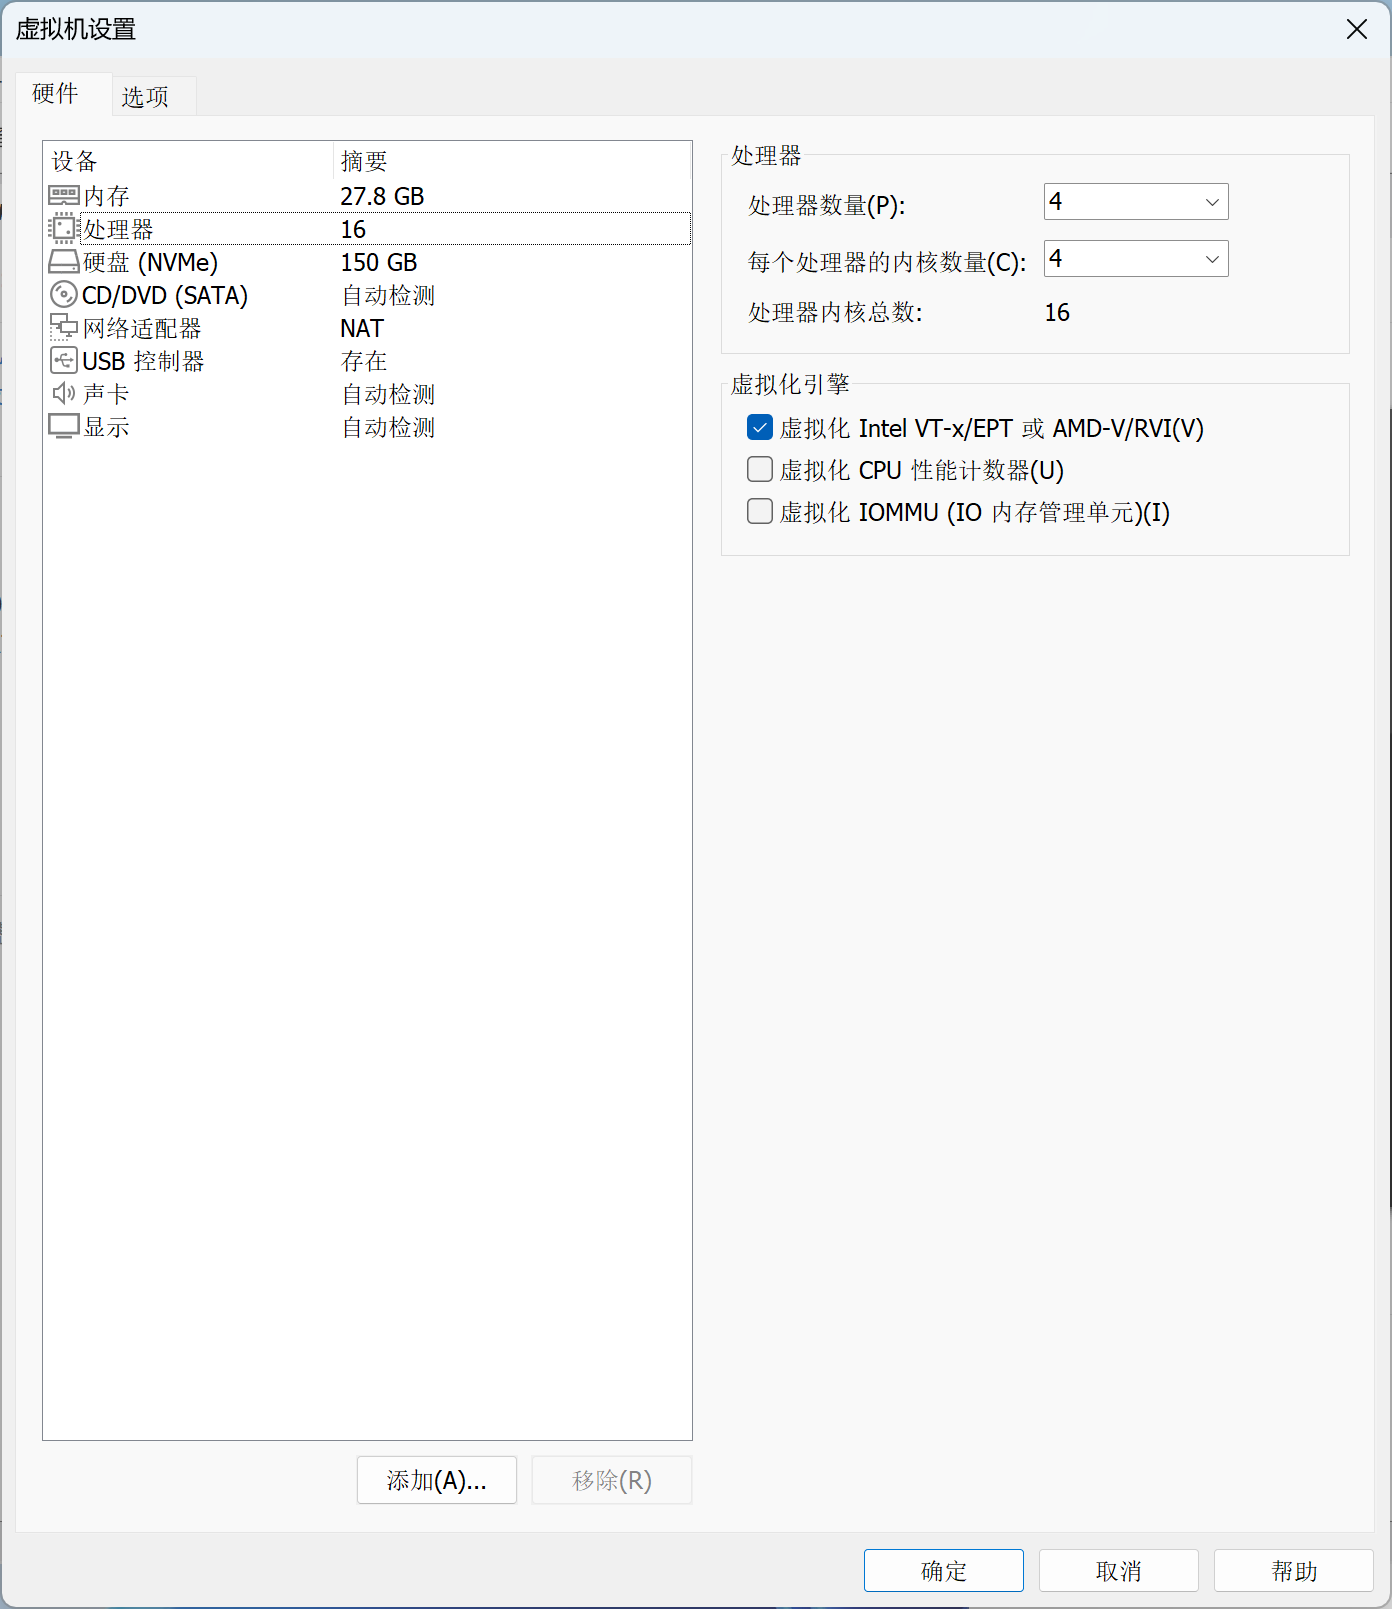 虚拟机设置
硬件
选项
设备 摘要
内存 27.8 GB
处理器 16
硬盘 (NVMe) 150 GB
CD/DVD (SATA) 自动检测
网络适配器 NAT
USB 控制器 存在
声卡 自动检测
显示 自动检测
添加(A)...
移除(R)
处理器
处理器数量(P): 4
每个处理器的内核数量(C): 4
处理器内核总数: 16
虚拟化引擎
虚拟化 Intel VT-x/EPT 或 AMD-V/RVI(V)
虚拟化 CPU 性能计数器(U)
虚拟化 IOMMU (IO 内存管理单元)(I)
确定
取消
帮助